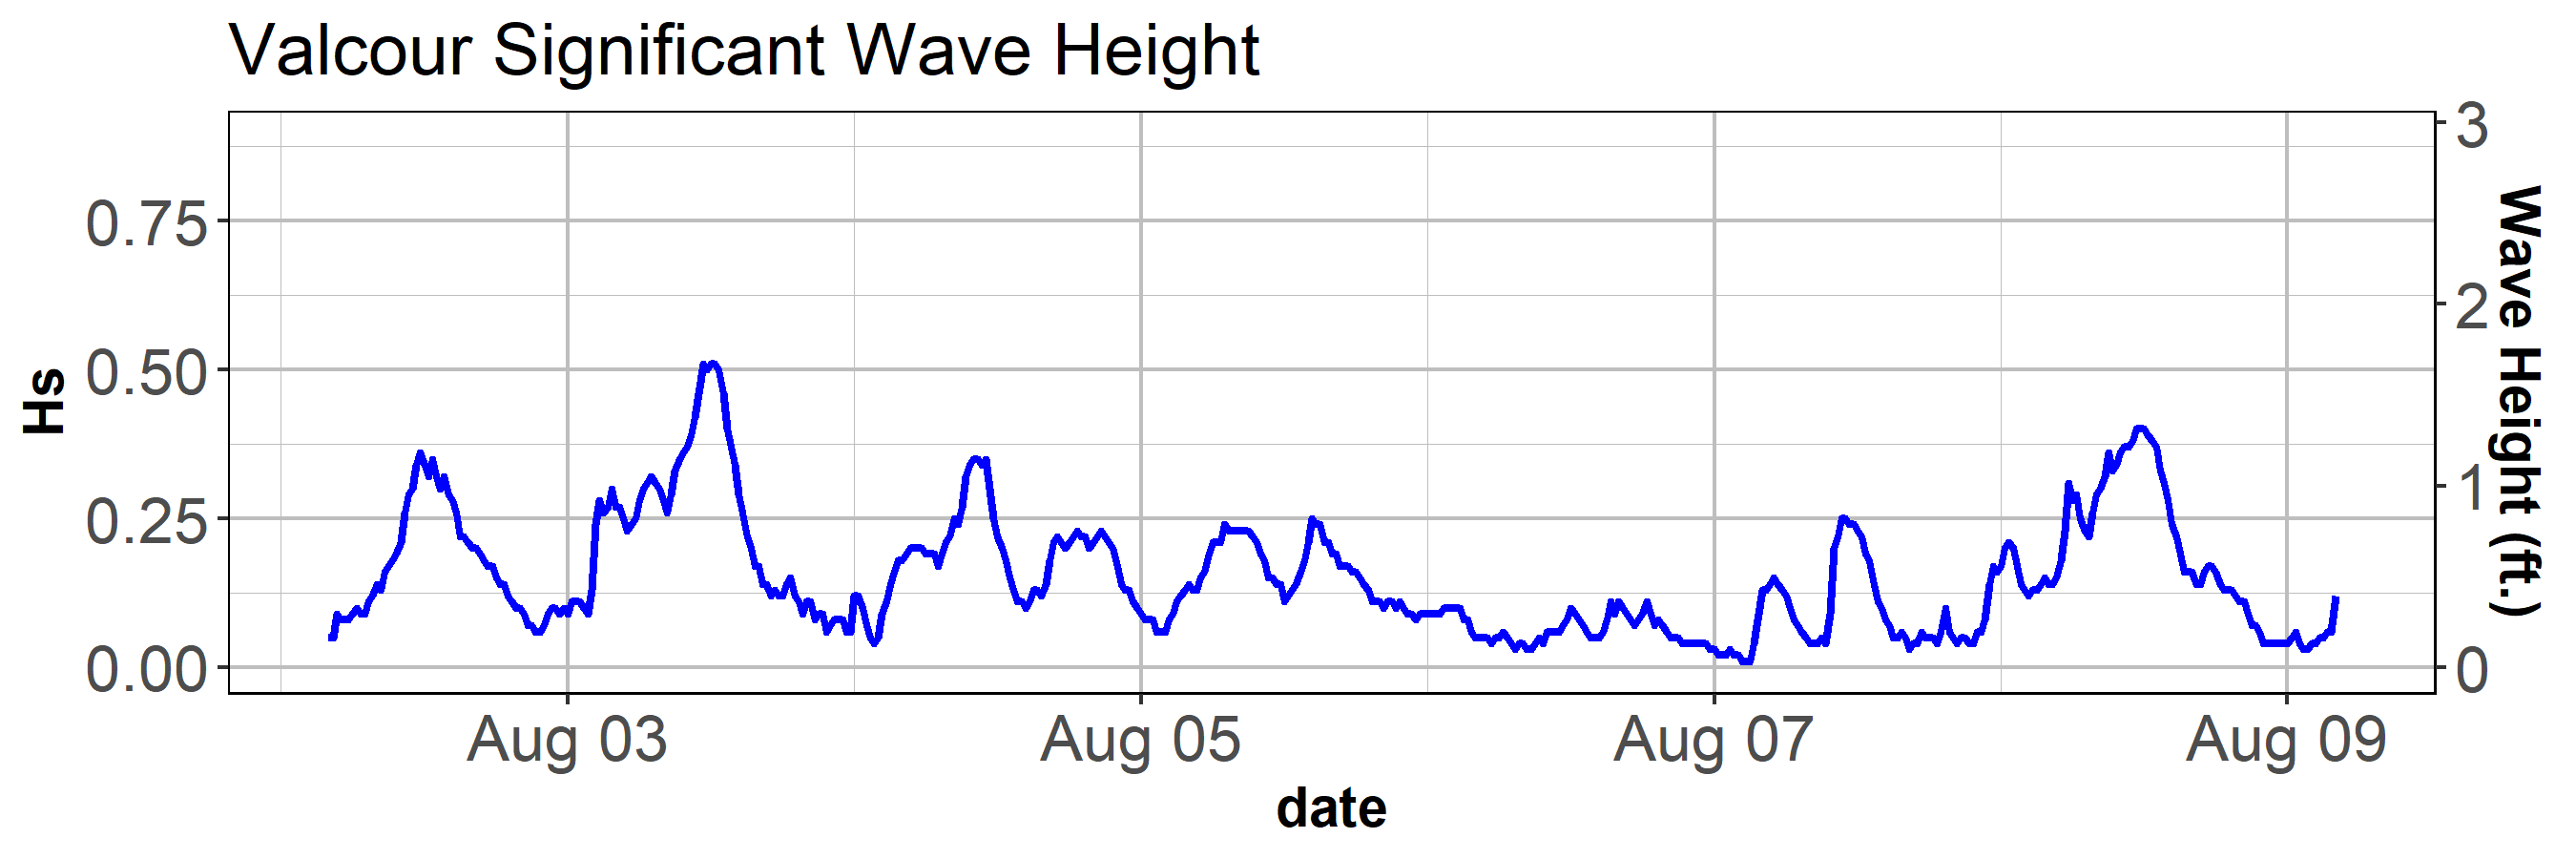 Valcour Significant Wave Height
Hs
0.75
0.50
0.25
0.00
3
2
1
0
Wave Height (ft.)
Aug 03 Aug 05 Aug 07 Aug 09
date